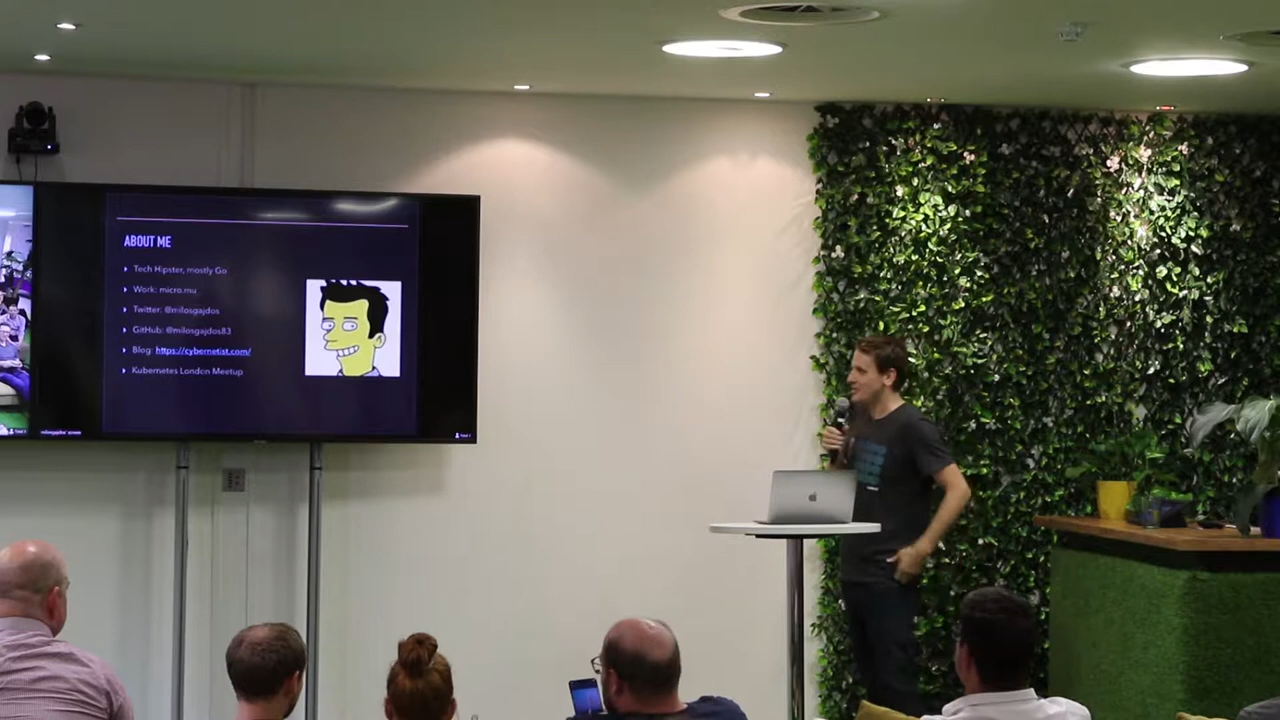 ABOUT ME
Tech Hipster, mostly Go
Work: micro.mu
Twitter: @milosgajdos
GitHub: @milosgajdos83
Blog: https://cybernetist.com/
Kubernetes London Meetup